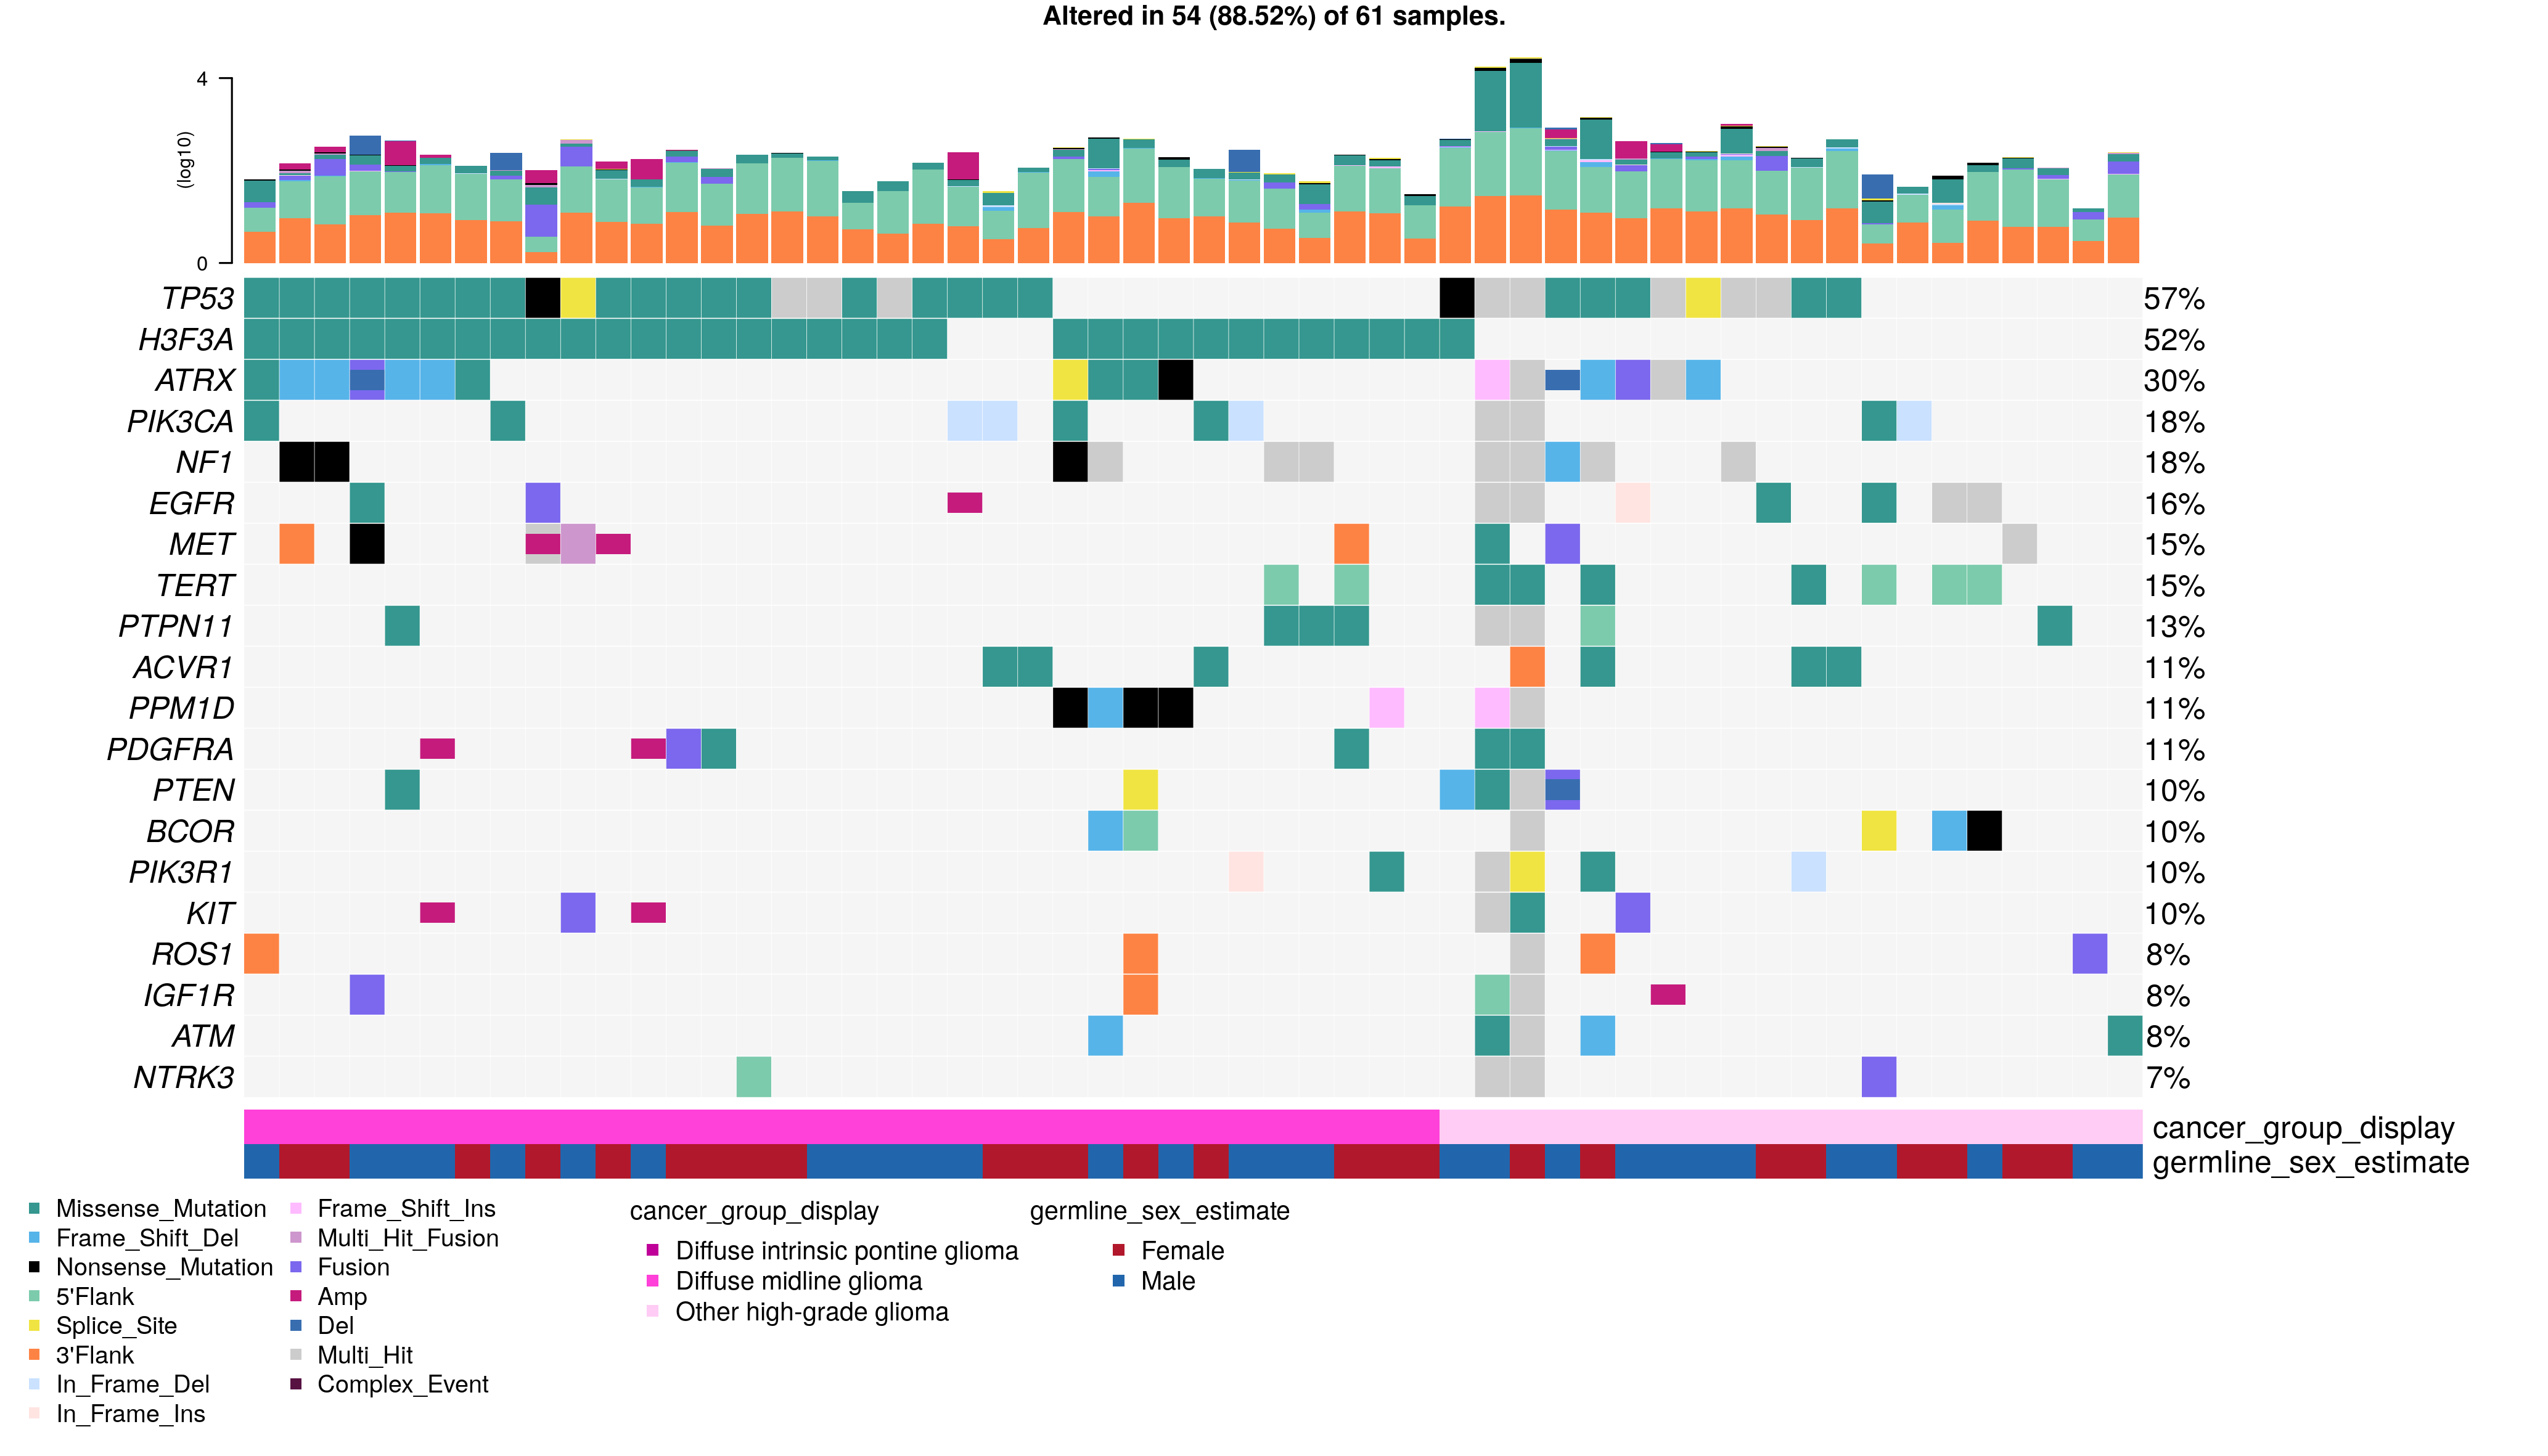 Altered in 54 (88.52%) of 61 samples.
4
(log10)
0
TP53 57%
H3F3A 52%
ATRX 30%
PIK3CA 18%
NF1 18%
EGFR 16%
MET 15%
TERT 15%
PTPN11 13%
ACVR1 11%
PPM1D 11%
PDGFRA 11%
PTEN 10%
BCOR 10%
PIK3R1 10%
KIT 10%
ROS1 8%
IGF1R 8%
ATM 8%
NTRK3 7%
cancer_group_display
germline_sex_estimate
Missense_Mutation
Frame_Shift_Del
Nonsense_Mutation
5'Flank
Splice_Site
3'Flank
In_Frame_Del
In_Frame_Ins
Frame_Shift_Ins
Multi_Hit_Fusion
Fusion
Amp
Del
Multi_Hit
Complex_Event
cancer_group_display
Diffuse intrinsic pontine glioma
Diffuse midline glioma
Other high-grade glioma
germline_sex_estimate
Female
Male